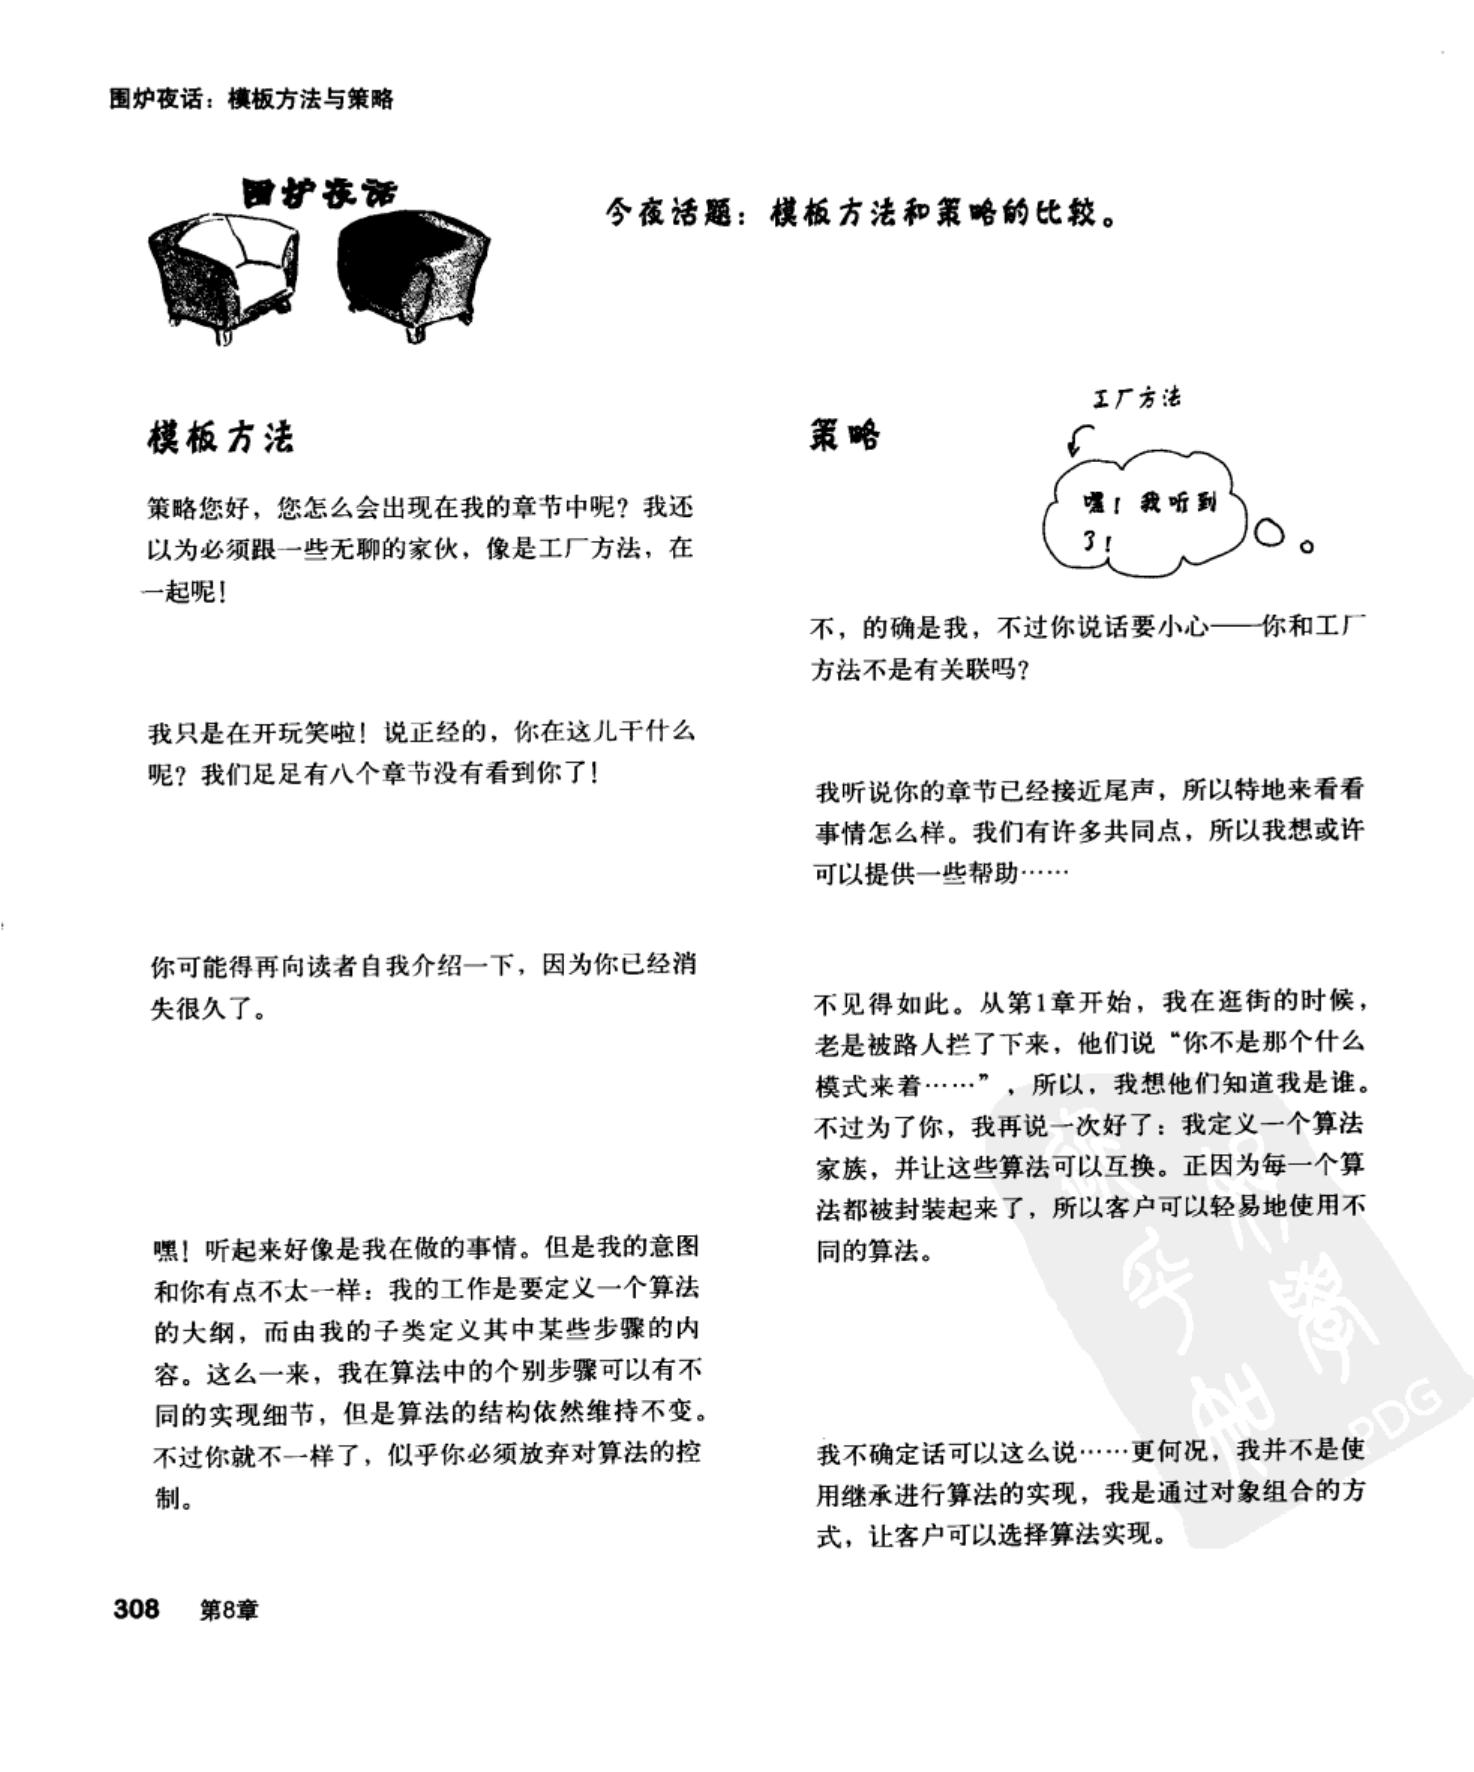 围炉夜话：模板方法与策略
围炉夜话
今夜话题：模板方法和策略的比较。
模板方法
策略您好，您怎么会出现在我的章节中呢？我还
以为必须跟一些无聊的家伙，像是工厂方法，在
一起呢！
我只是在开玩笑啦！说正经的，你在这儿干什么
呢？我们足足有八个章节没有看到你了！
你可能得再向读者自我介绍一下，因为你已经消
失很久了。
嘿！听起来好像是我在做的事情。但是我的意图
和你有点不太一样：我的工作是要定义一个算法
的大纲，而由我的子类定义其中某些步骤的内
容。这么一来，我在算法中的个别步骤可以有不
同的实现细节，但是算法的结构依然维持不变。
不过你就不一样了，似乎你必须放弃对算法的控
制。
策略
工厂方法
嘿！我听到
了！
不，的确是我，不过你说话要小心——你和工厂
方法不是有关联吗？
我听说你的章节已经接近尾声，所以特地来看看
事情怎么样。我们有许多共同点，所以我想或许
可以提供一些帮助……
不见得如此。从第1章开始，我在逛街的时候，
老是被路人拦了下来，他们说“你不是那个什么
模式来着……”，所以，我想他们知道我是谁。
不过为了你，我再说一次好了：我定义一个算法
家族，并让这些算法可以互换。正因为每一个算
法都被封装起来了，所以客户可以轻易地使用不
同的算法。
我不确定话可以这么说……更何况，我并不是使
用继承进行算法的实现，我是通过对象组合的方
式，让客户可以选择算法实现。
PDG
308 第8章